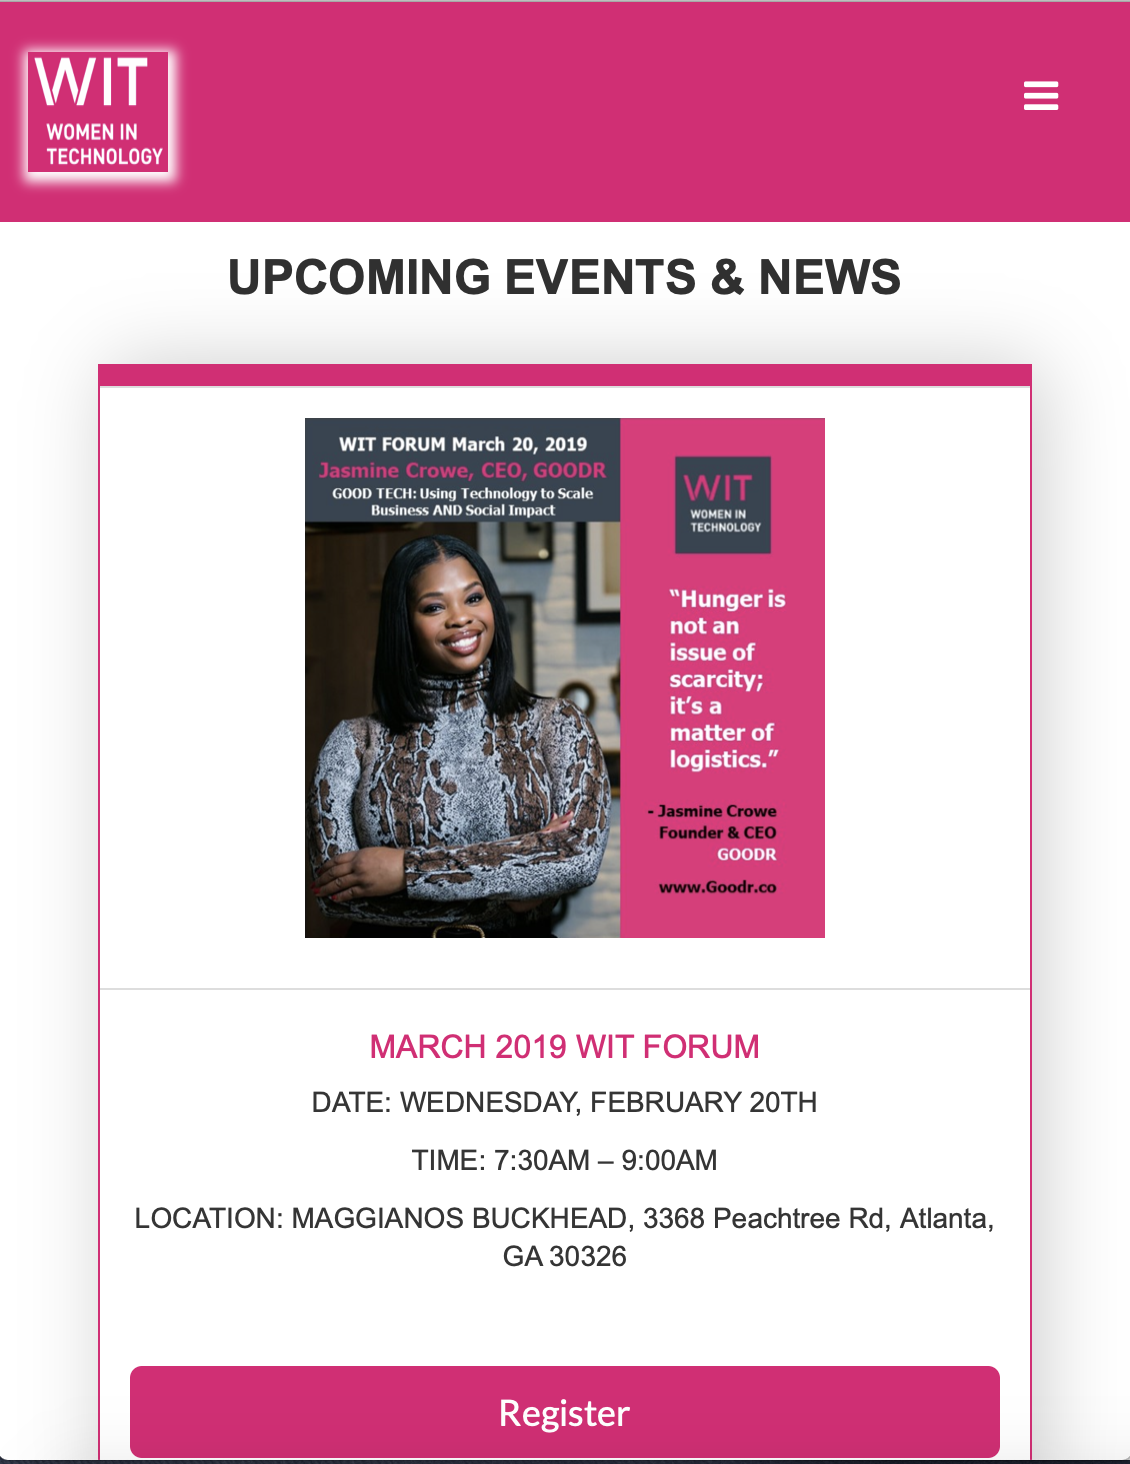 WIT
WOMEN IN
TECHNOLOGY
UPCOMING EVENTS & NEWS
WIT FORUM March 20, 2019
Jasmine Crowe, CEO, GOODR
GOOD TECH: Using Technology to Scale
Business AND Social Impact
WIT
WOMEN IN
TECHNOLOGY
“Hunger is
not an
issue of
scarcity;
it’s a
matter of
logistics.”
- Jasmine Crowe
Founder & CEO
GOODR
www.Goodr.co
MARCH 2019 WIT FORUM
DATE: WEDNESDAY, FEBRUARY 20TH
TIME: 7:30AM – 9:00AM
LOCATION: MAGGIANOS BUCKHEAD, 3368 Peachtree Rd, Atlanta,
GA 30326
Register